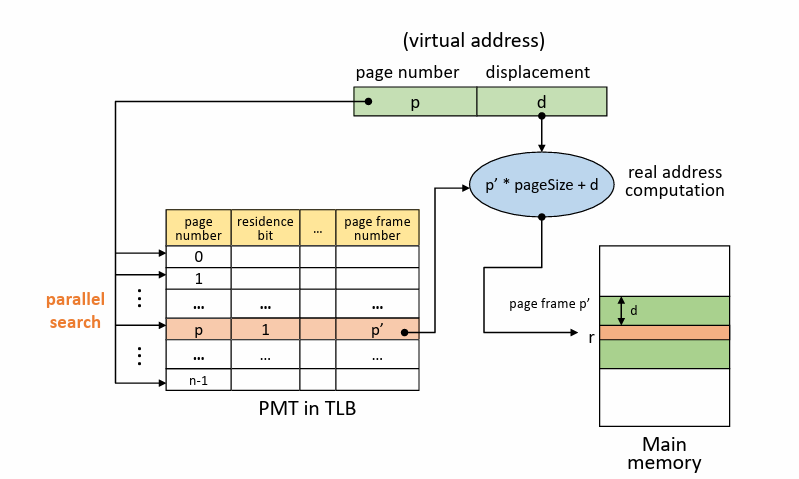 (virtual address)
page number displacement
p d
p’ * pageSize + d
real address
computation
page number residence bit ... page frame number
0
1
... ... ...
p 1 p’
... ... ...
n-1
parallel
search
⋮
⋮
PMT in TLB
page frame p’
d
r
Main
memory